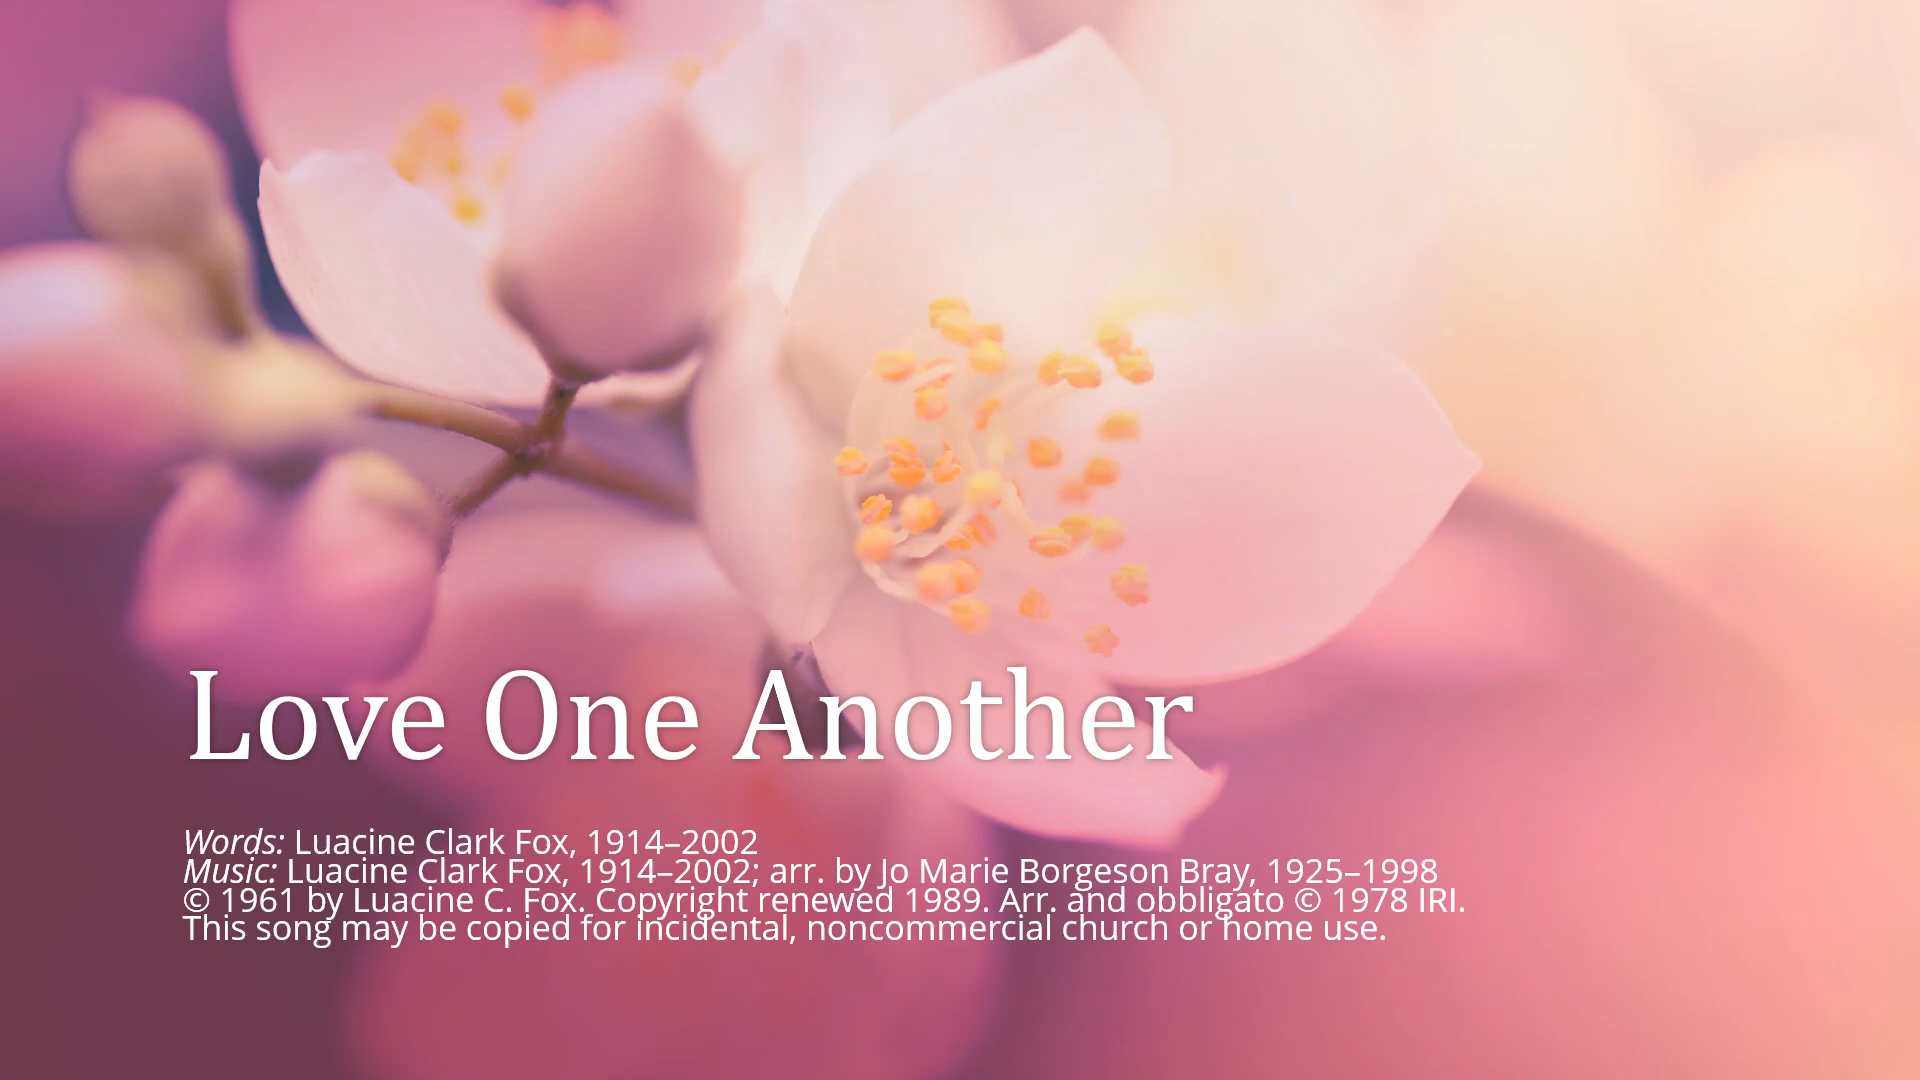 Love One Another
Words: Luacine Clark Fox, 1914–2002
Music: Luacine Clark Fox, 1914–2002; arr. by Jo Marie Borgeson Bray, 1925–1998
© 1961 by Luacine C. Fox. Copyright renewed 1989. Arr. and obbligato © 1978 IRI.
This song may be copied for incidental, noncommercial church or home use.